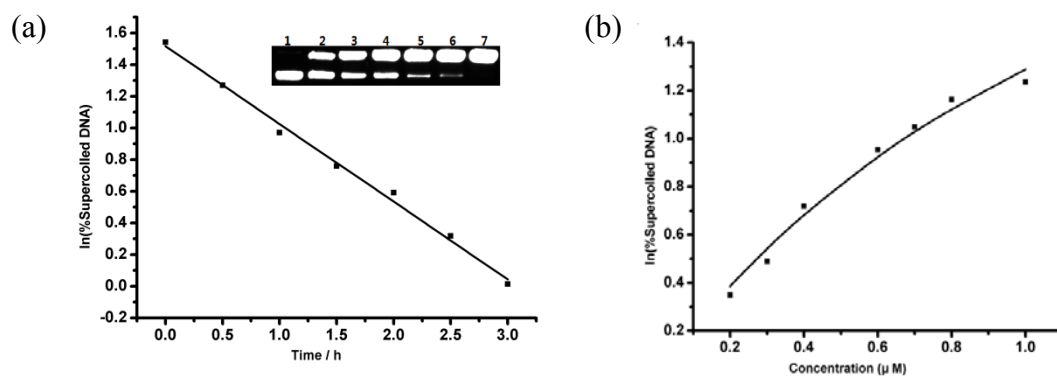 (a)
1.6
1.4
1.2
1.0
0.8
0.6
0.4
0.2
0.0
-0.2
ln(%Supercolled DNA)
1 2 3 4 5 6 7
0.0 0.5 1.0 1.5 2.0 2.5 3.0
Time / h
(b)
1.4
1.2
1.0
0.8
0.6
0.4
0.2
ln(%Supercolled DNA)
0.2 0.4 0.6 0.8 1.0
Concentration (μ M)